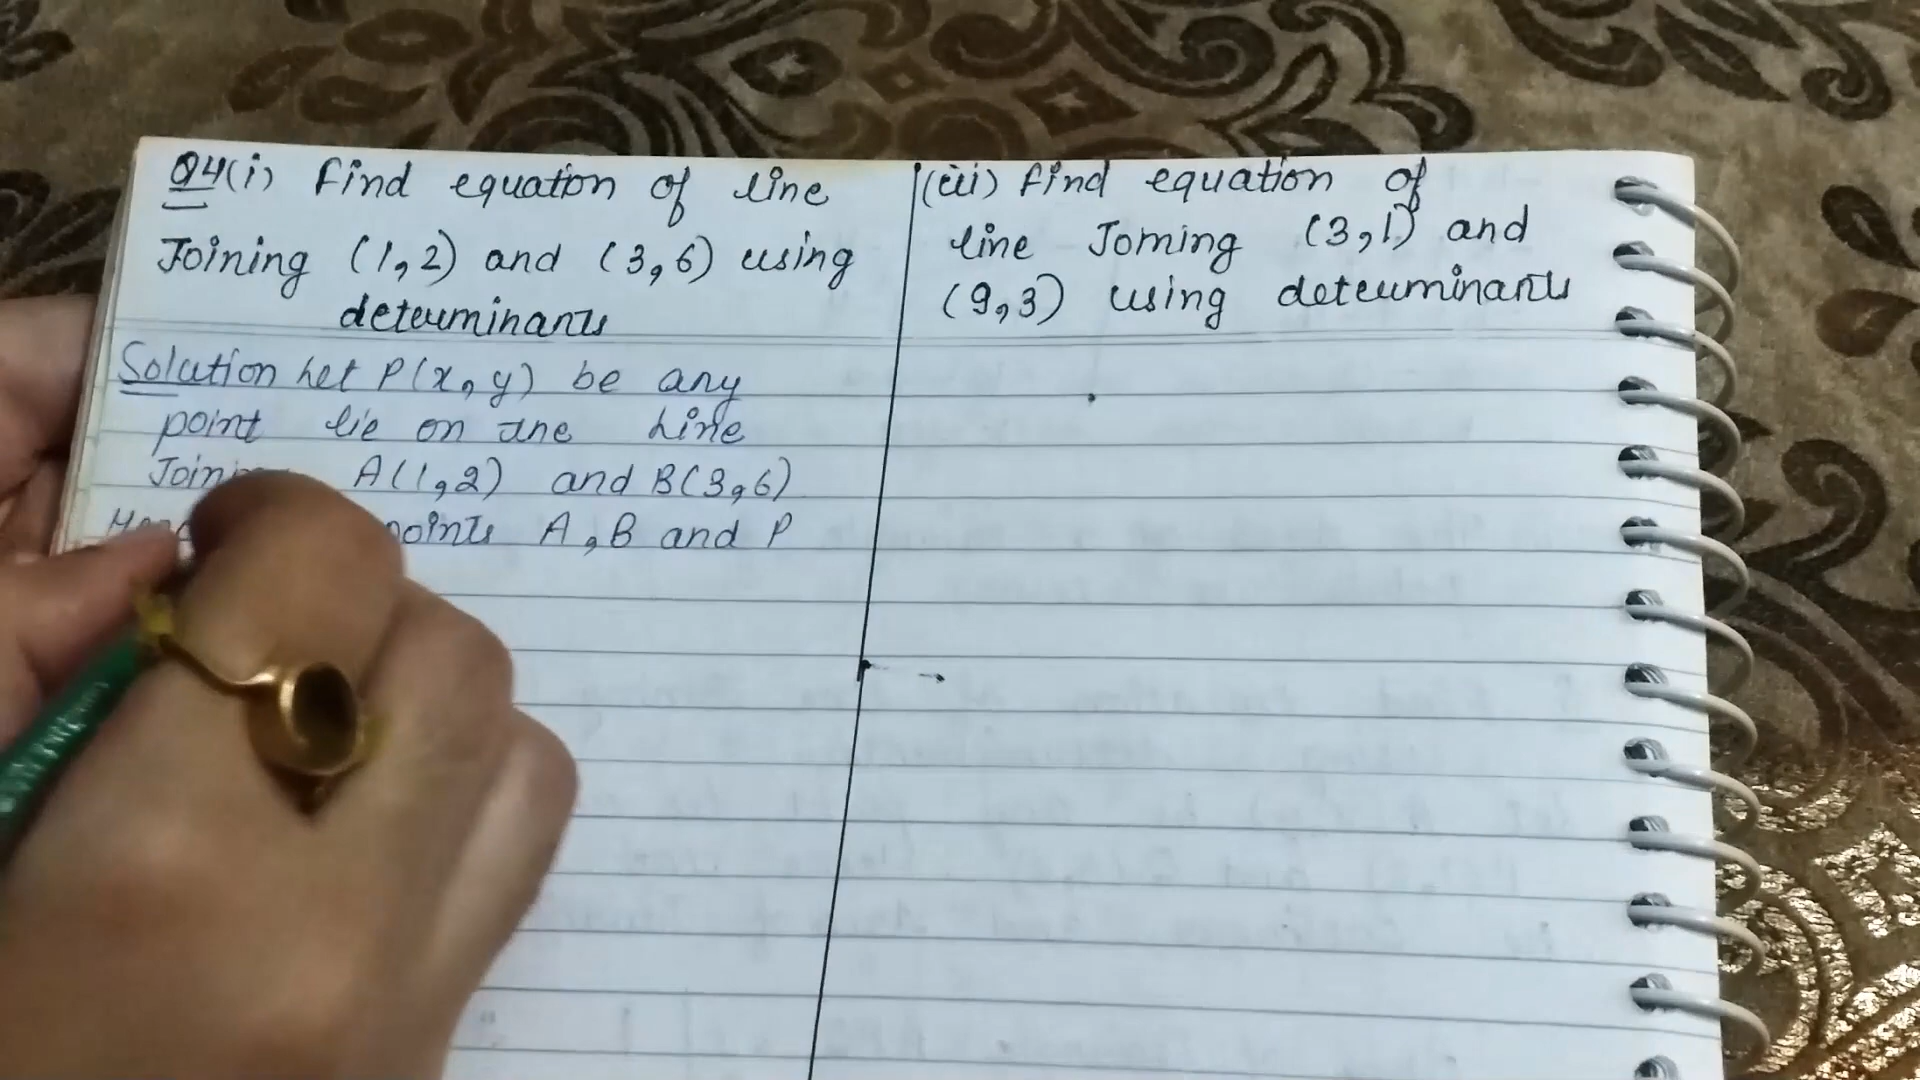 Q4(i) Find equation of line
Joining (1,2) and (3,6) using
determinants
Solution Let P(x,y) be any
point lie on the Line
A(1,2) and B(3,6)
points A,B and P
(ii) Find equation of
line Joining (3,1) and
(9,3) using determinants